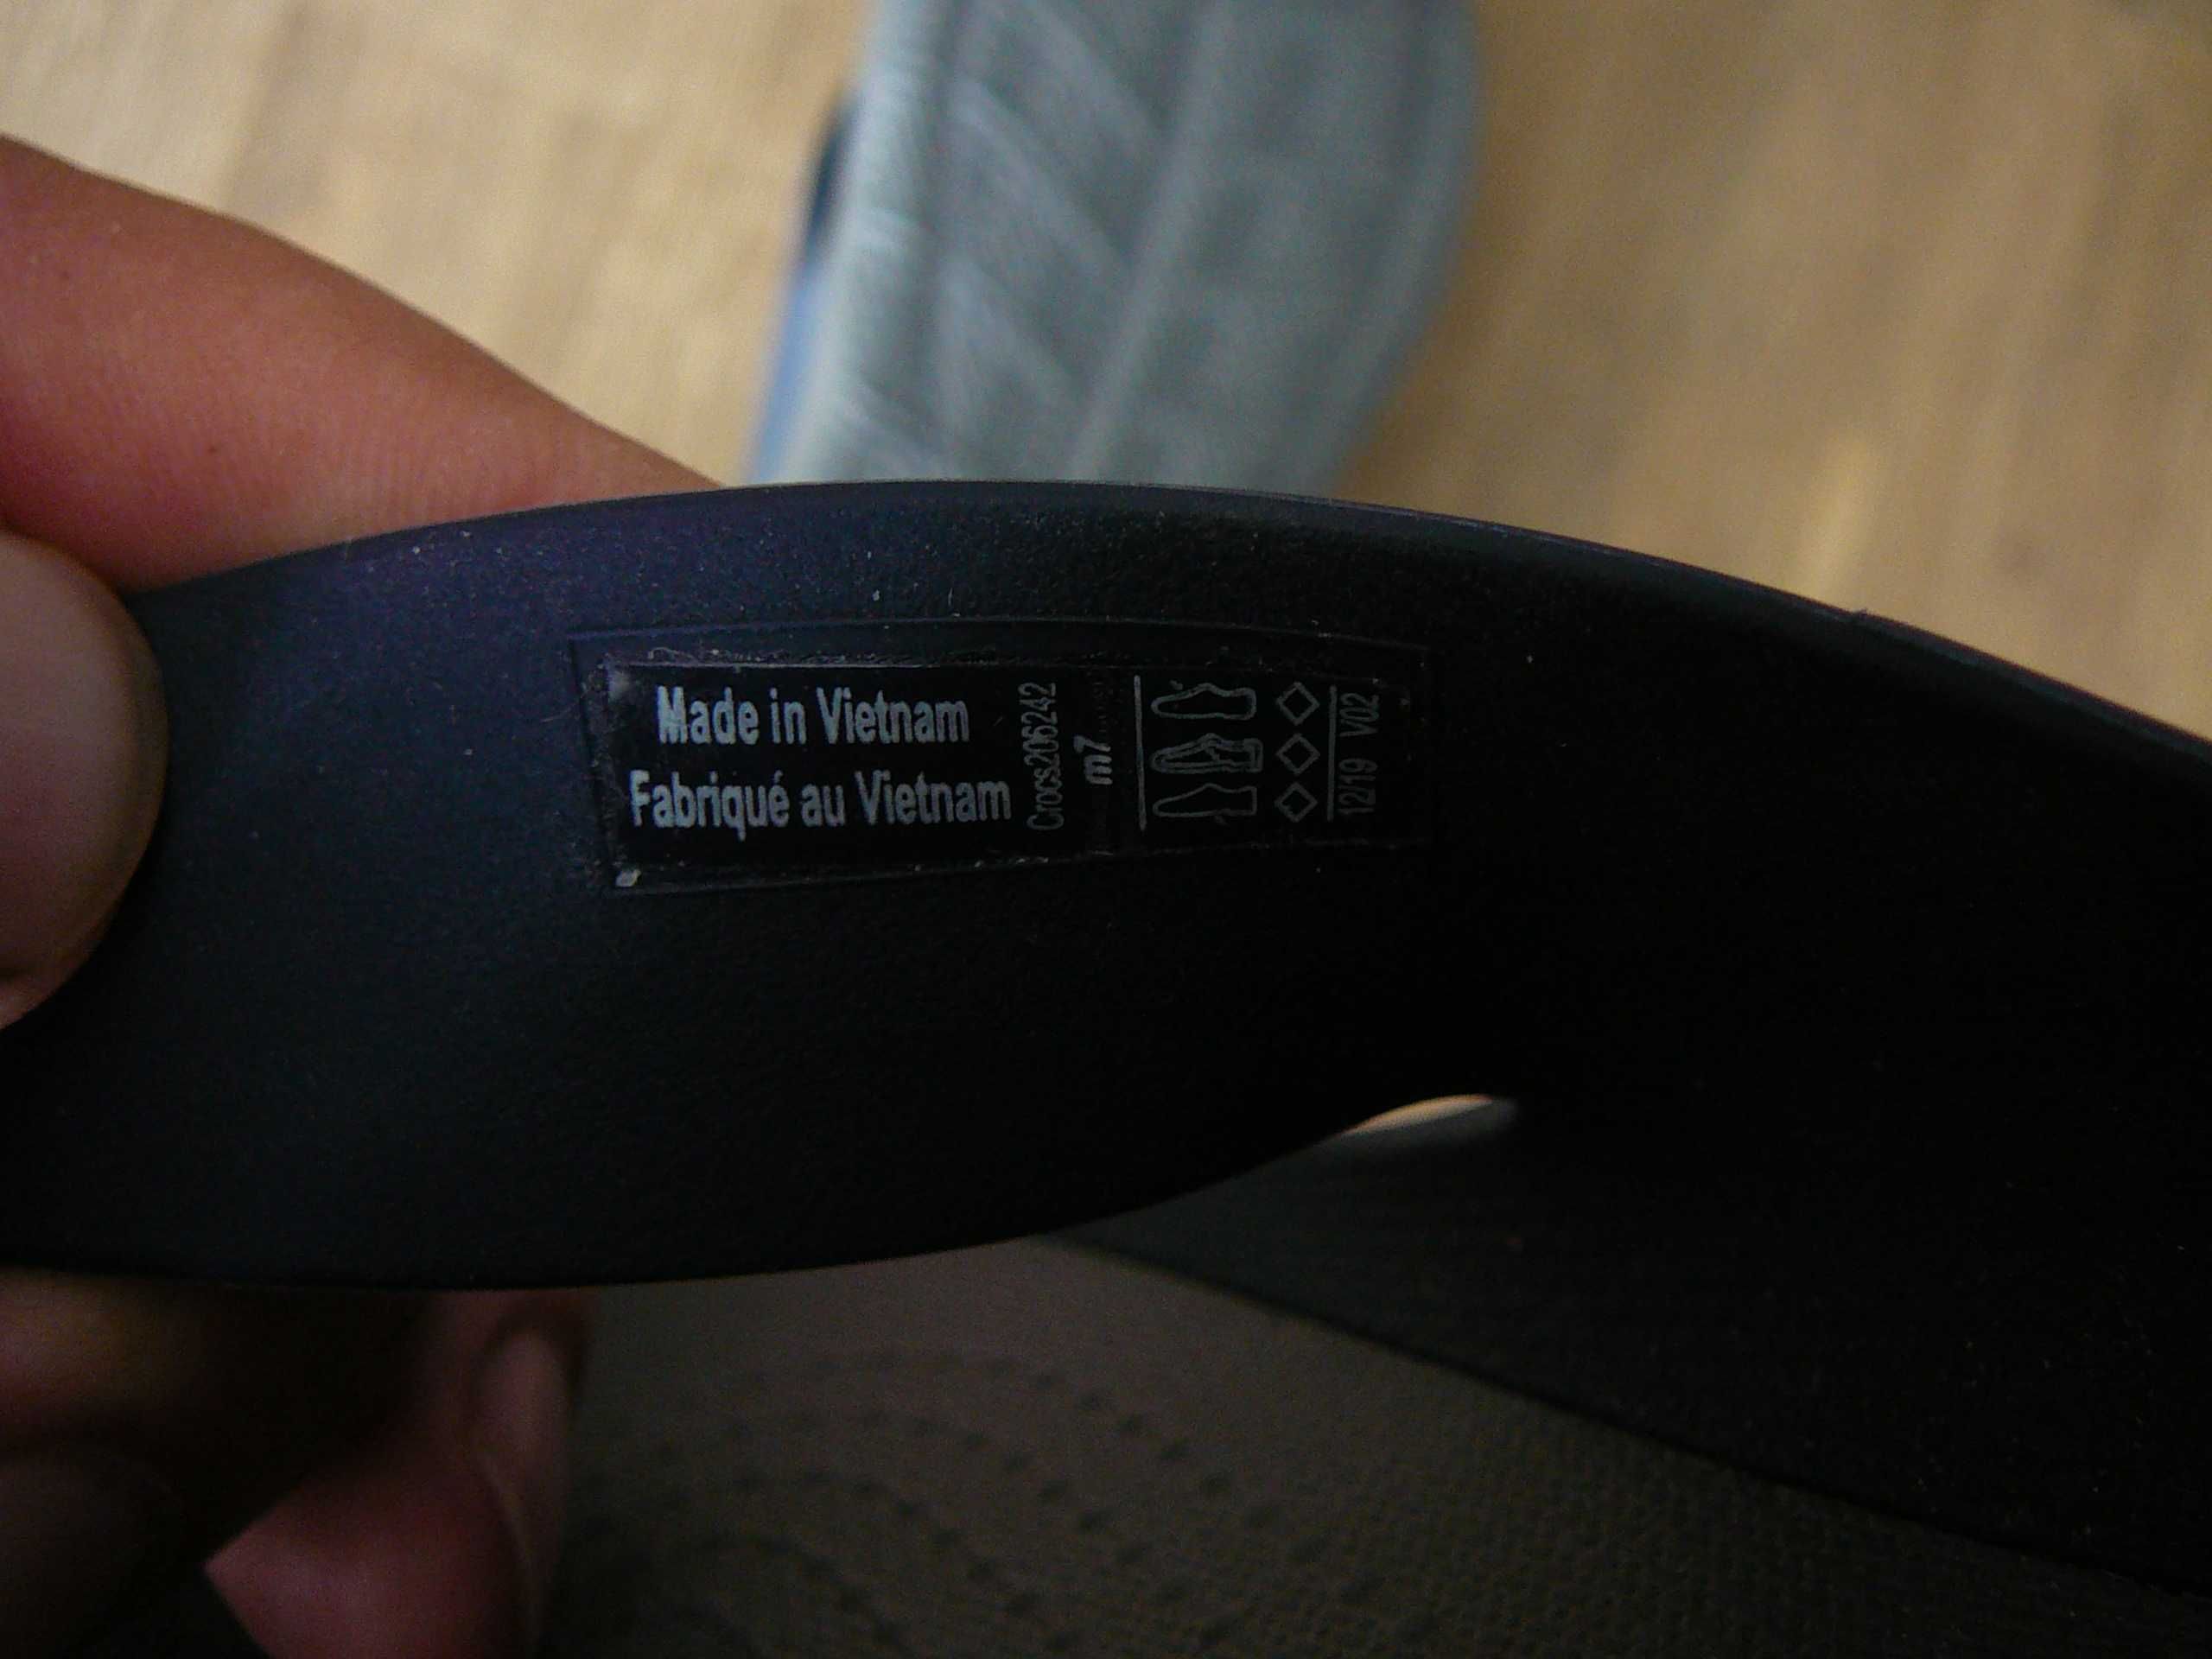 Made in Vietnam
Fabriqué au Vietnam
Crocs206242
m7
12/19 V02